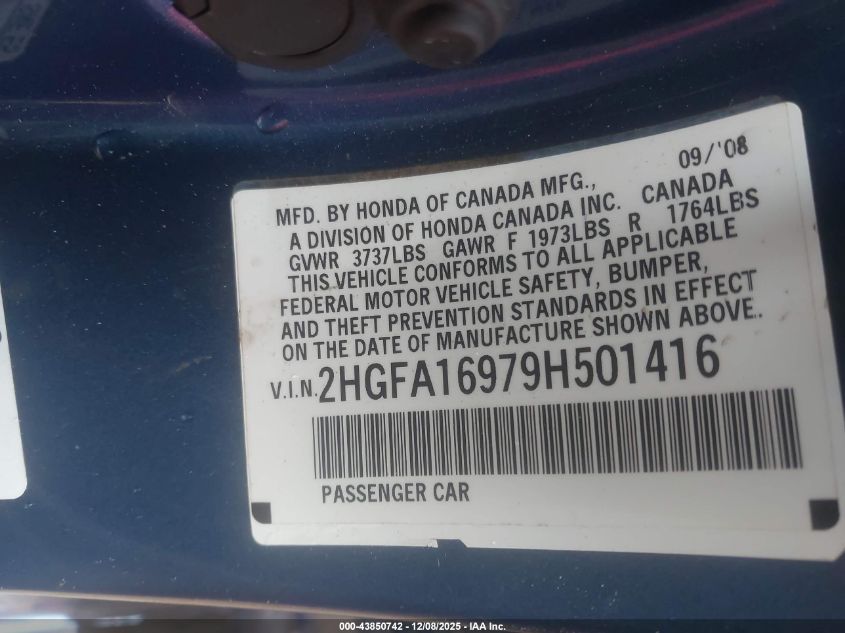 09/'08
MFD. BY HONDA OF CANADA MFG.,
A DIVISION OF HONDA CANADA INC. CANADA
GVWR 3737LBS GAWR F 1973LBS R 1764LBS
THIS VEHICLE CONFORMS TO ALL APPLICABLE
FEDERAL MOTOR VEHICLE SAFETY, BUMPER,
AND THEFT PREVENTION STANDARDS IN EFFECT
ON THE DATE OF MANUFACTURE SHOWN ABOVE.
V.I.N. 2HGFA16979H501416
PASSENGER CAR
000-43850742 - 12/08/2025 - IAA Inc.